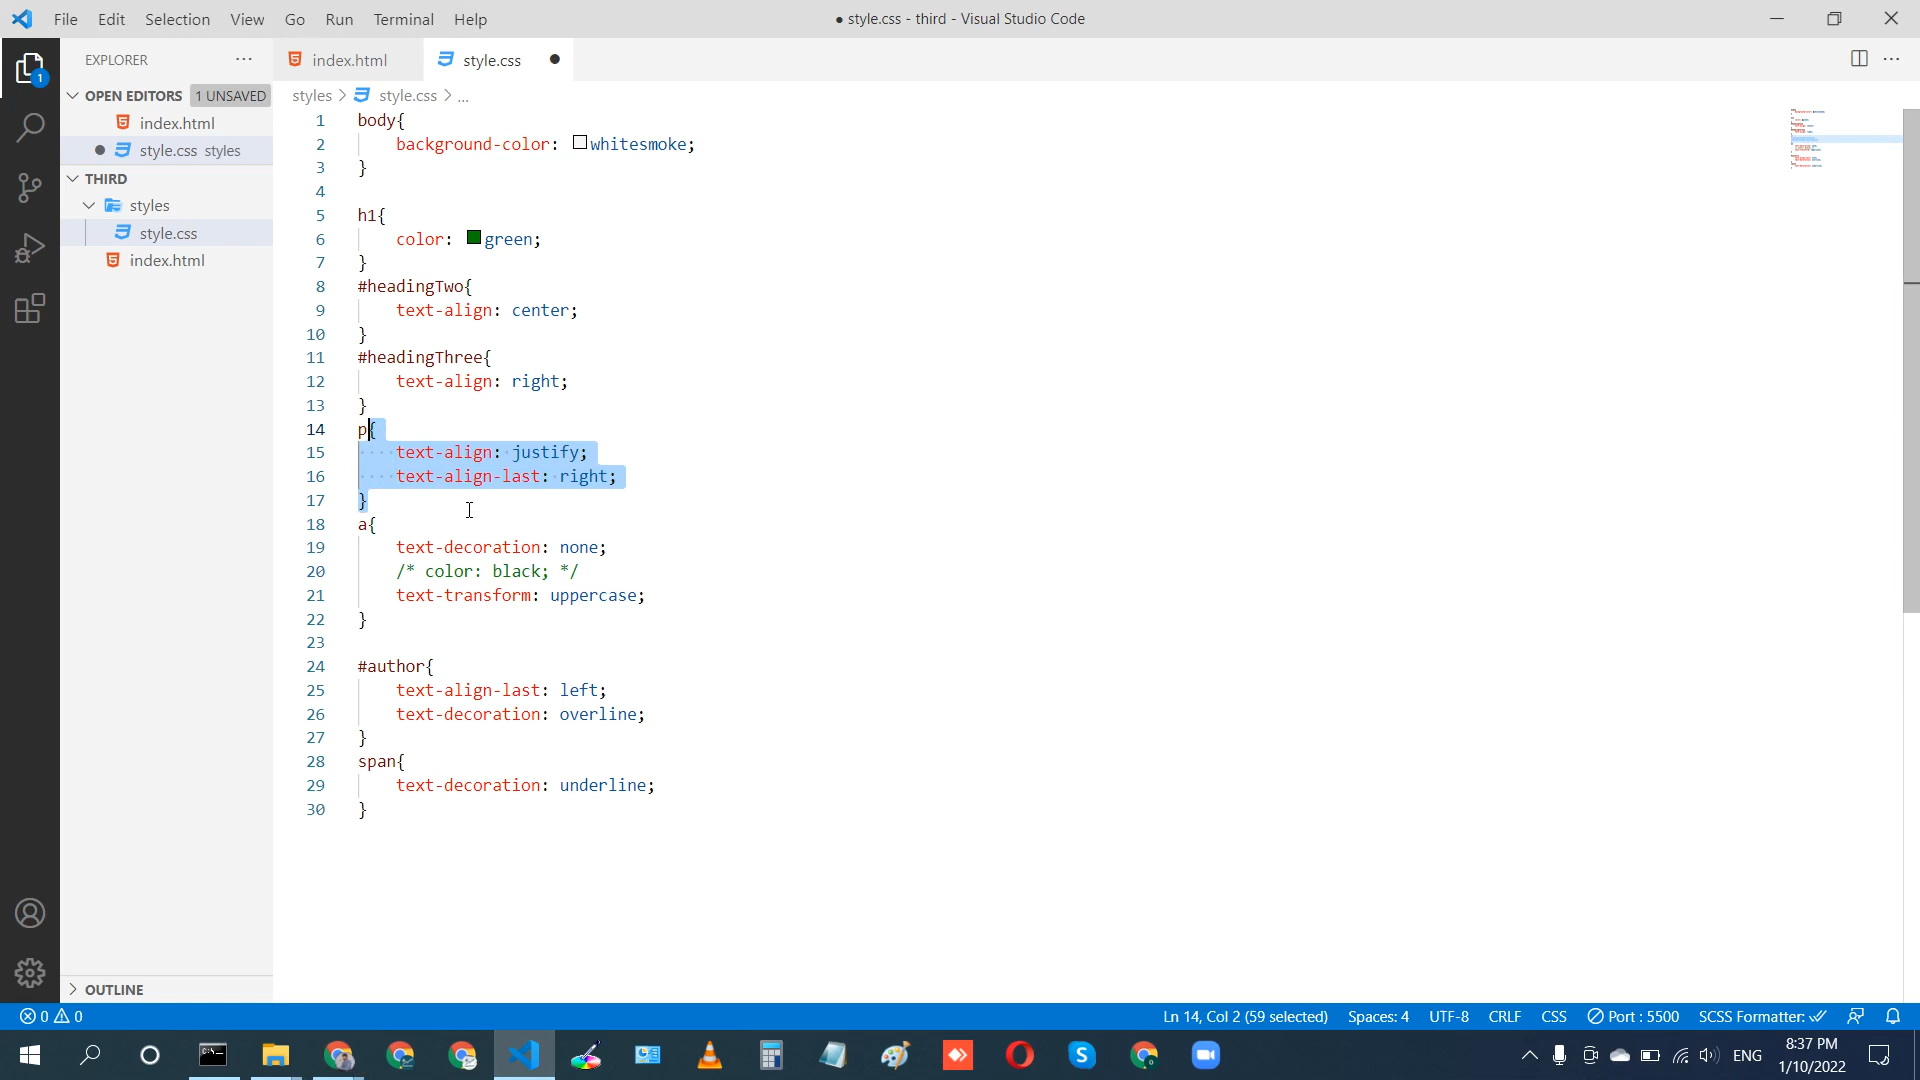 File Edit Selection View Go Run Terminal Help
● style.css - third - Visual Studio Code
EXPLORER
index.html
style.css
OPEN EDITORS 1 UNSAVED
styles > style.css > ...
index.html
style.css styles
THIRD
styles
style.css
index.html
1 body{
2 background-color: whitesmoke;
3 }
4
5 h1{
6 color: green;
7 }
8 #headingTwo{
9 text-align: center;
10 }
11 #headingThree{
12 text-align: right;
13 }
14 p{
15 text-align: justify;
16 text-align-last: right;
17 }
18 a{
19 text-decoration: none;
20 /* color: black; */
21 text-transform: uppercase;
22 }
23
24 #author{
25 text-align-last: left;
26 text-decoration: overline;
27 }
28 span{
29 text-decoration: underline;
30 }
1
OUTLINE
0 0
Ln 14, Col 2 (59 selected) Spaces: 4 UTF-8 CRLF CSS Port : 5500 SCSS Formatter:
ENG
8:37 PM
1/10/2022